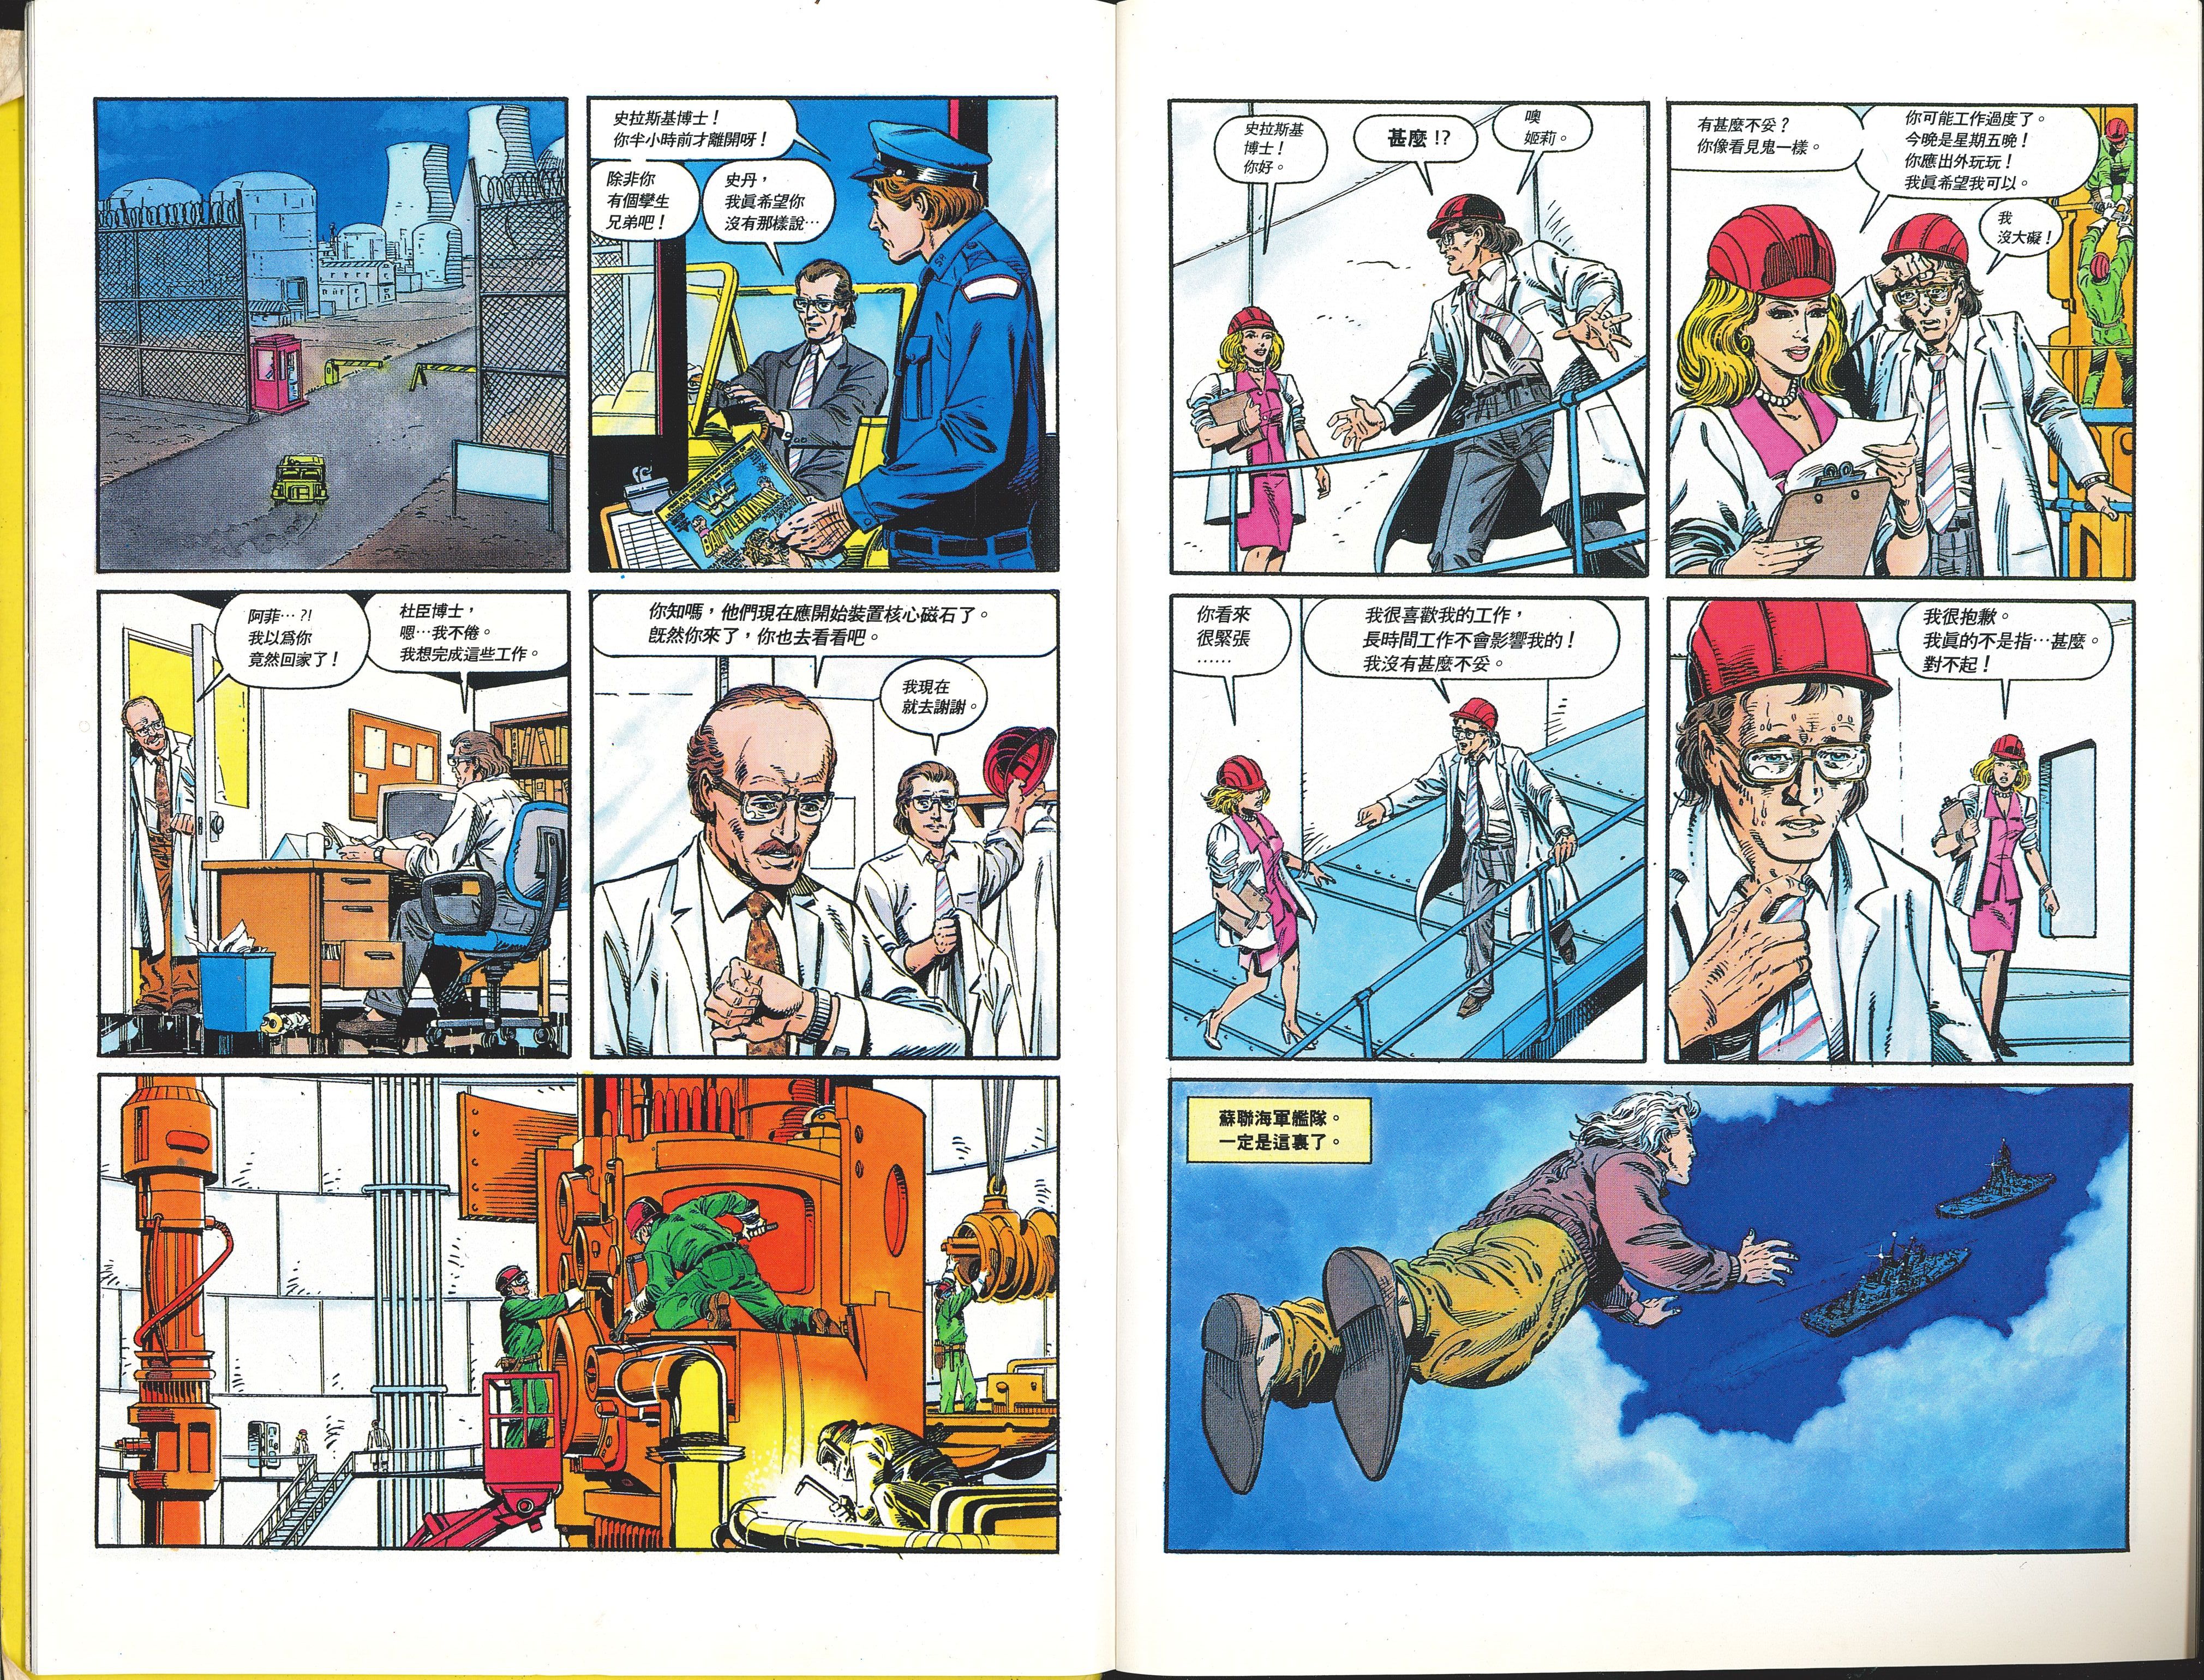 史拉斯基博士！
你半小時前才離開呀！
除非你
有個孿生
兄弟吧！
史丹，
我眞希望你
沒有那樣說…
WWF
BATTLEMANIA
阿菲…?!
我以爲你
竟然回家了！
杜臣博士，
嗯…我不倦。
我想完成這些工作。
你知嗎，他們現在應開始裝置核心磁石了。
旣然你來了，你也去看看吧。
我現在
就去謝謝。
史拉斯基
博士！
你好。
甚麼!?
噢
姬莉。
有甚麼不妥？
你像看見鬼一樣。
你可能工作過度了。
今晚是星期五晚！
你應出外玩玩！
我眞希望我可以。
我
沒大礙！
你看來
很緊張
……
我很喜歡我的工作，
長時間工作不會影響我的！
我沒有甚麼不妥。
我很抱歉。
我眞的不是指…甚麼。
對不起！
蘇聯海軍艦隊。
一定是這裏了。